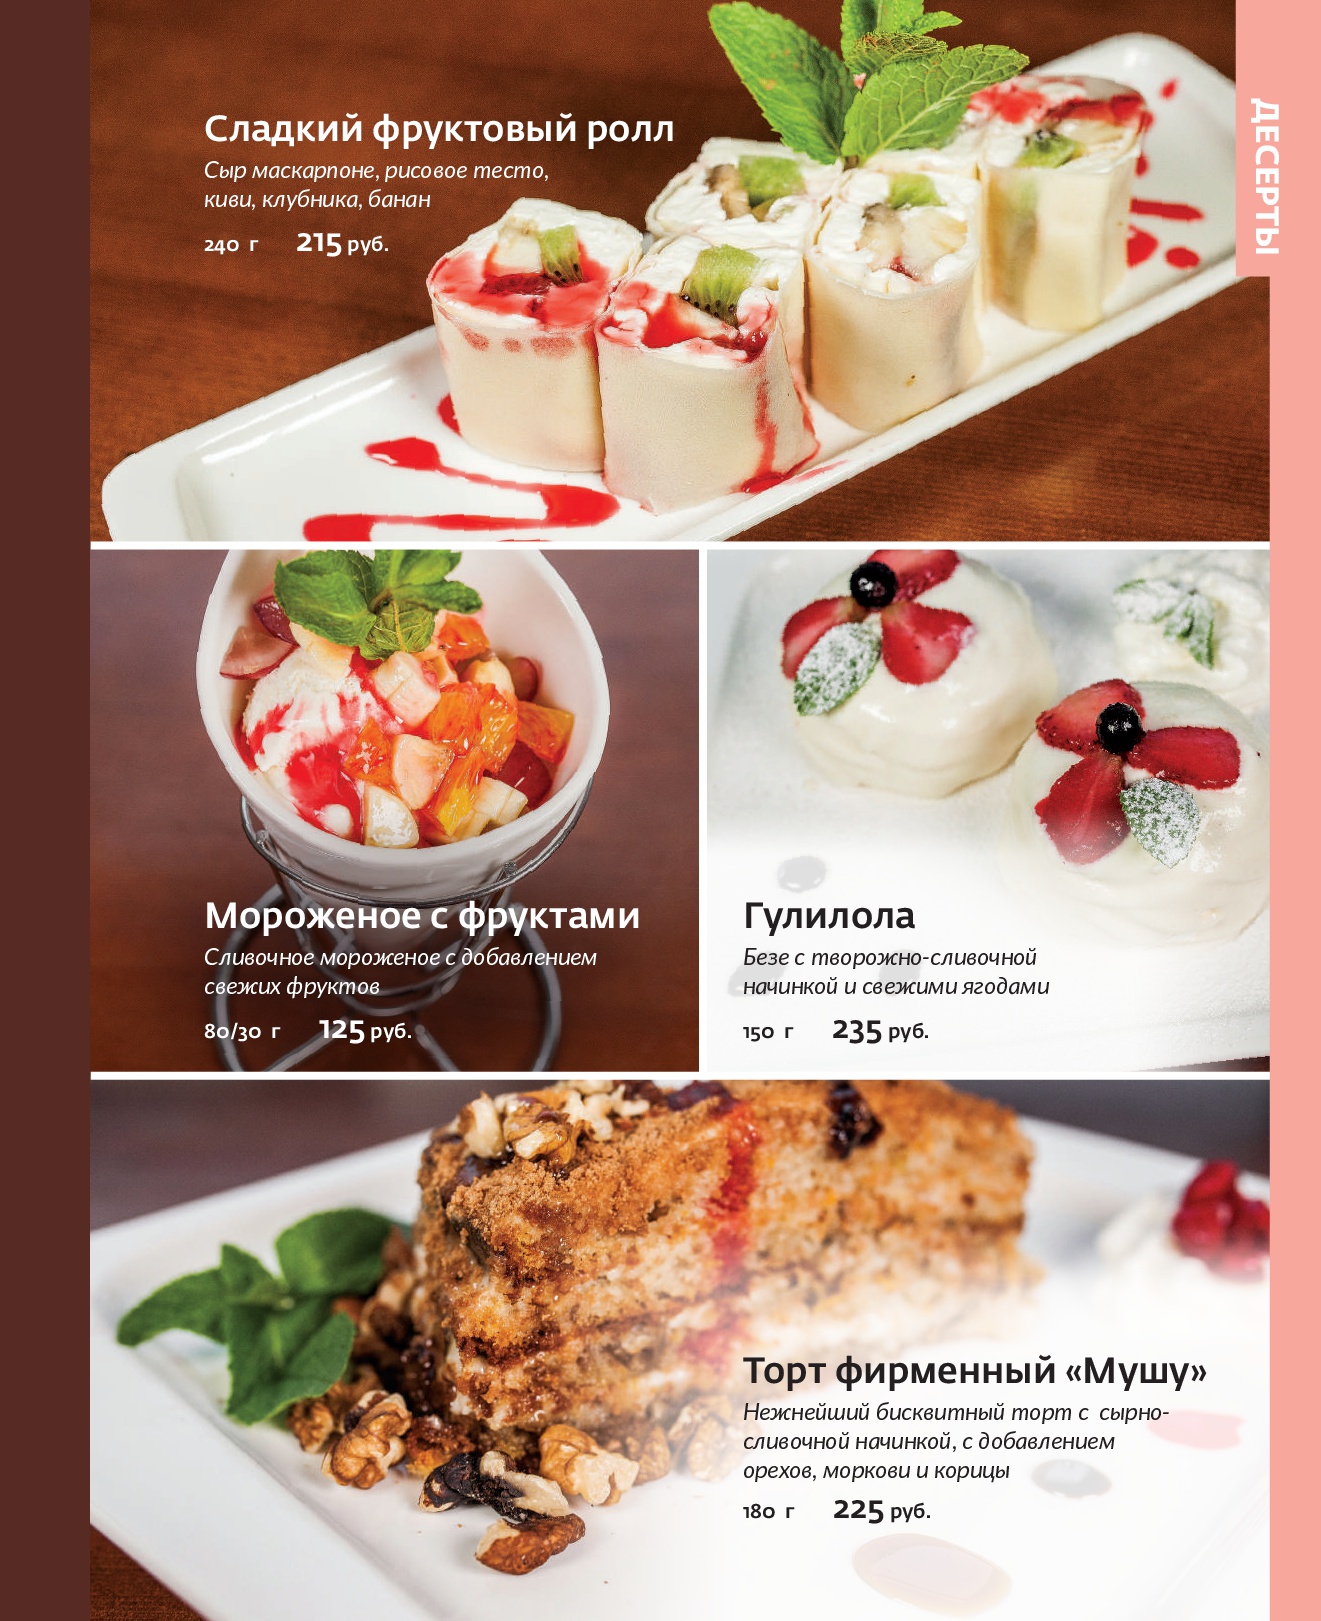 ДЕСЕРТЫ
Сладкий фруктовый ролл
Сыр маскарпоне, рисовое тесто,
киви, клубника, банан
240 г 215 руб.
Мороженое с фруктами
Сливочное мороженое с добавлением
свежих фруктов
80/30 г 125 руб.
Гулилола
Безе с творожно-сливочной
начинкой и свежими ягодами
150 г 235 руб.
Торт фирменный «Мушу»
Нежнейший бисквитный торт с сырно-
сливочной начинкой, с добавлением
орехов, моркови и корицы
180 г 225 руб.